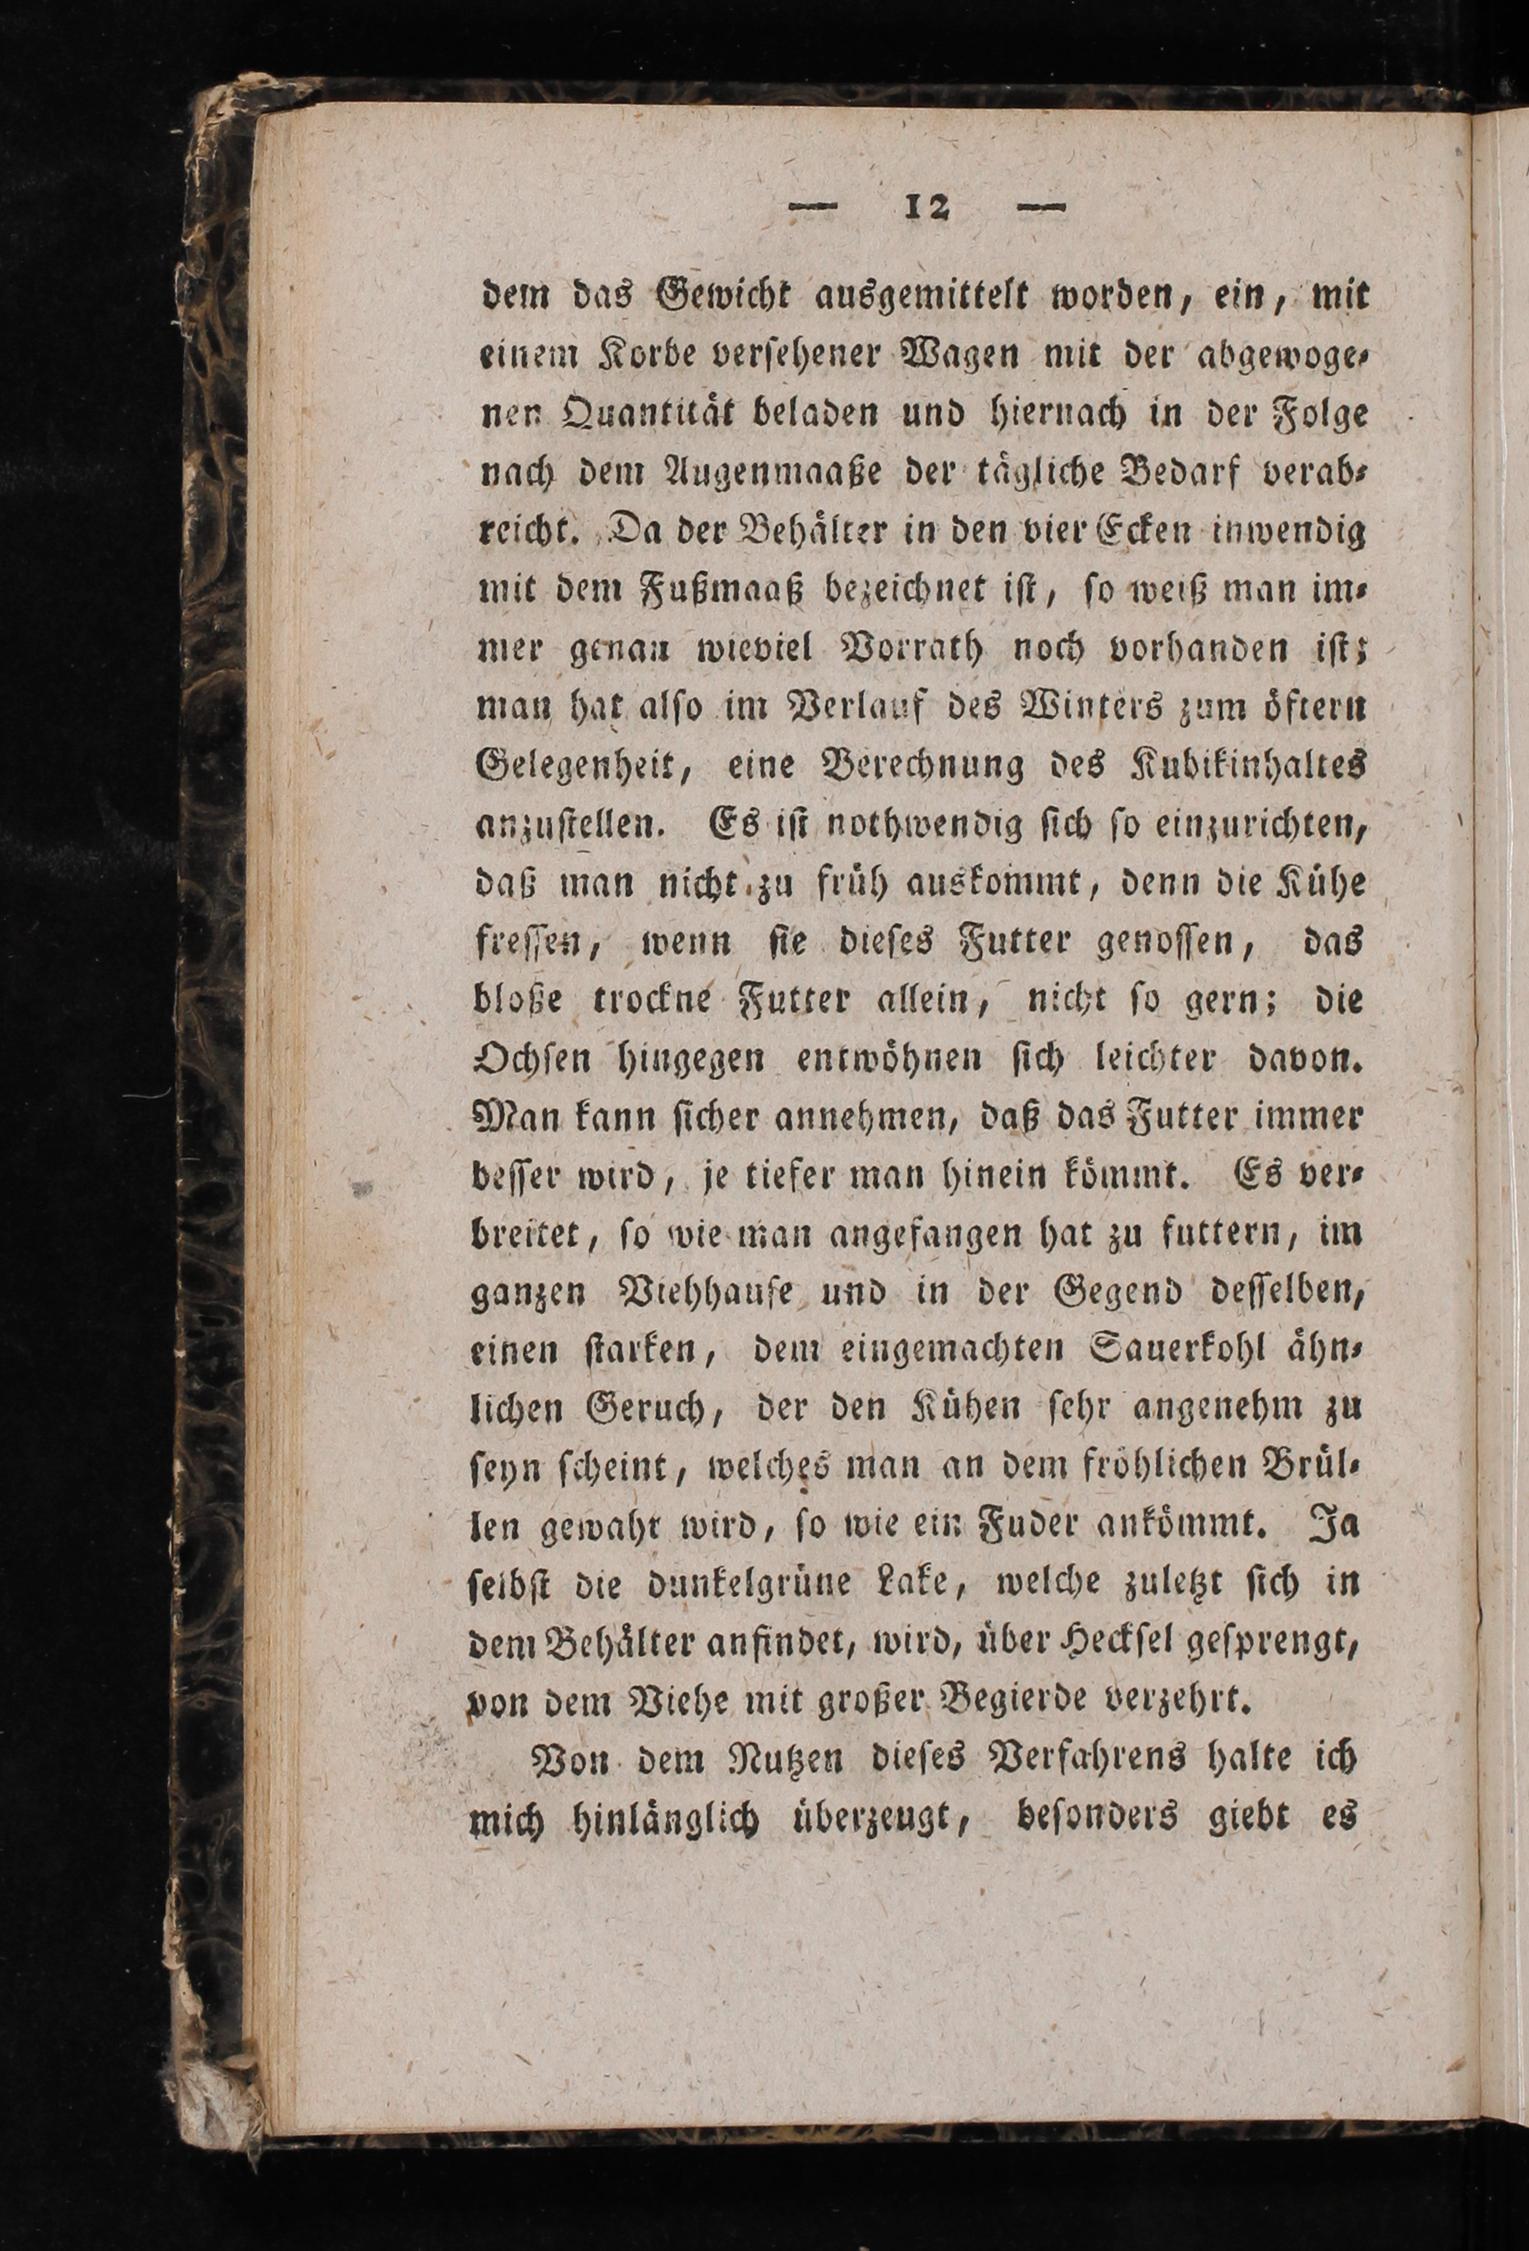 — 12 —
dem das Gewicht ausgemittelt worden, ein, mit
einem Korbe verſehener Wagen mit der abgewoge⸗
nen Quantität beladen und hiernach in der Folge
nach dem Augenmaaße der tägliche Bedarf verab⸗
reicht. Da der Behälter in den vier Ecken inwendig
mit dem Fußmaaß bezeichnet iſt, ſo weiß man im⸗
mer genau wieviel Vorrath noch vorhanden iſt;
man hat alſo im Verlauf des Winters zum öftern
Gelegenheit, eine Berechnung des Kubikinhaltes
anzuſtellen. Es iſt nothwendig ſich ſo einzurichten,
daß man nicht zu früh auskommt, denn die Kühe
freſſen, wenn ſie dieſes Futter genoſſen, das
bloße trockne Futter allein, nicht ſo gern; die
Ochſen hingegen entwöhnen ſich leichter davon.
Man kann ſicher annehmen, daß das Futter immer
beſſer wird, je tiefer man hinein kömmt. Es ver⸗
breitet, ſo wie man angefangen hat zu futtern, im
ganzen Viehhauſe und in der Gegend deſſelben,
einen ſtarken, dem eingemachten Sauerkohl ähn⸗
lichen Geruch, der den Kühen ſehr angenehm zu
ſeyn ſcheint, welches man an dem fröhlichen Brül⸗
len gewahr wird, ſo wie ein Fuder ankömmt. Ja
ſelbſt die dunkelgrüne Lake, welche zuletzt ſich in
dem Behälter anfindet, wird, über Heckſel geſprengt,
von dem Viehe mit großer Begierde verzehrt.
Von dem Nutzen dieſes Verfahrens halte ich
mich hinlänglich überzeugt, beſonders giebt es